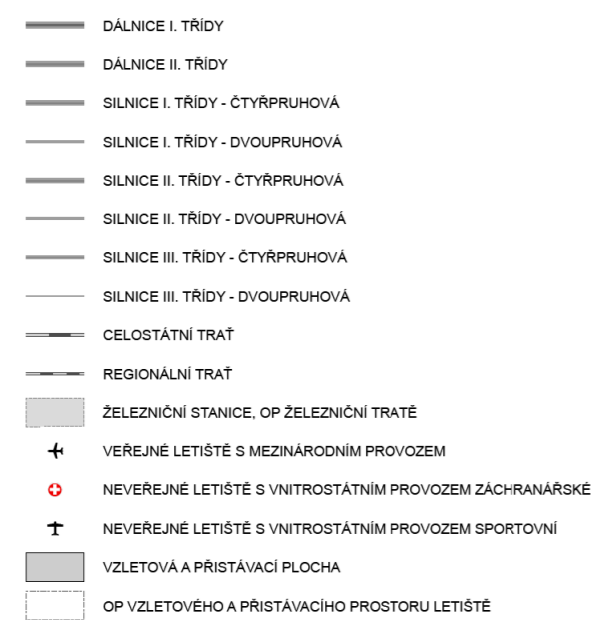 DÁLNICE I. TŘÍDY
DÁLNICE II. TŘÍDY
SILNICE I. TŘÍDY - ČTYŘPRUHOVÁ
SILNICE I. TŘÍDY - DVOUPRUHOVÁ
SILNICE II. TŘÍDY - ČTYŘPRUHOVÁ
SILNICE II. TŘÍDY - DVOUPRUHOVÁ
SILNICE III. TŘÍDY - ČTYŘPRUHOVÁ
SILNICE III. TŘÍDY - DVOUPRUHOVÁ
CELOSTÁTNÍ TRAŤ
REGIONÁLNÍ TRAŤ
ŽELEZNIČNÍ STANICE, OP ŽELEZNIČNÍ TRATĚ
VEŘEJNÉ LETIŠTĚ S MEZINÁRODNÍM PROVOZEM
NEVEŘEJNÉ LETIŠTĚ S VNITROSTÁTNÍM PROVOZEM ZÁCHRANÁŘSKÉ
NEVEŘEJNÉ LETIŠTĚ S VNITROSTÁTNÍM PROVOZEM SPORTOVNÍ
VZLETOVÁ A PŘISTÁVACÍ PLOCHA
OP VZLETOVÉHO A PŘISTÁVACÍHO PROSTORU LETIŠTĚ